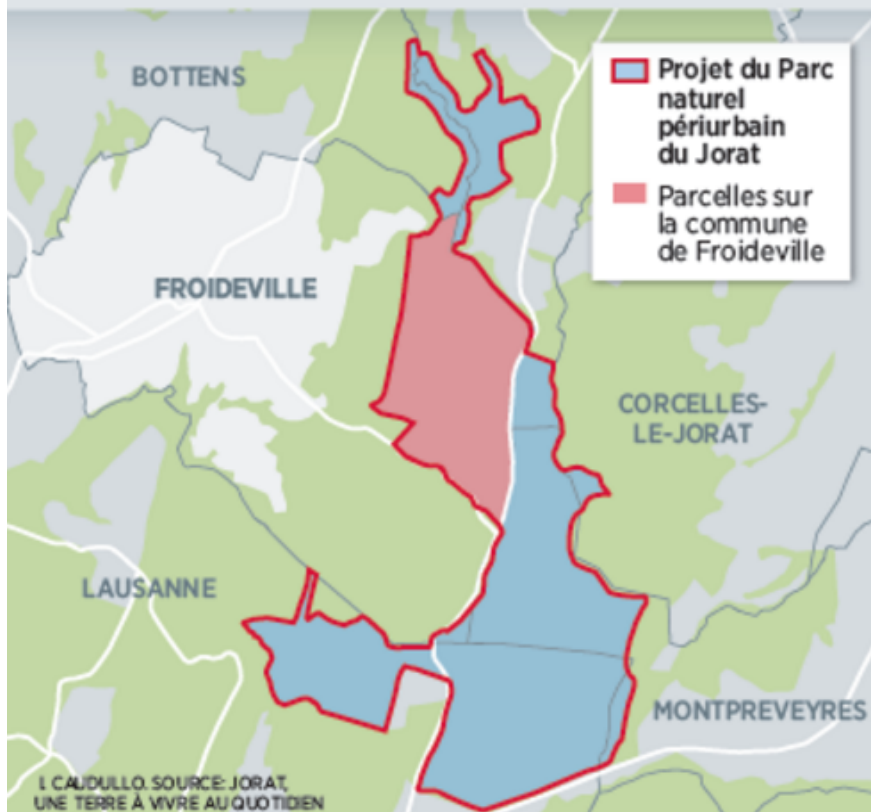 BOTTENS
Projet du Parc
naturel
périurbain
du Jorat
Parcelles sur
la commune
de Froideville
FROIDEVILLE
CORCELLES-
LE-JORAT
LAUSANNE
MONTPREVEYRES
I. CAUDULLO. SOURCE: JORAT,
UNE TERRE À VIVRE AU QUOTIDIEN